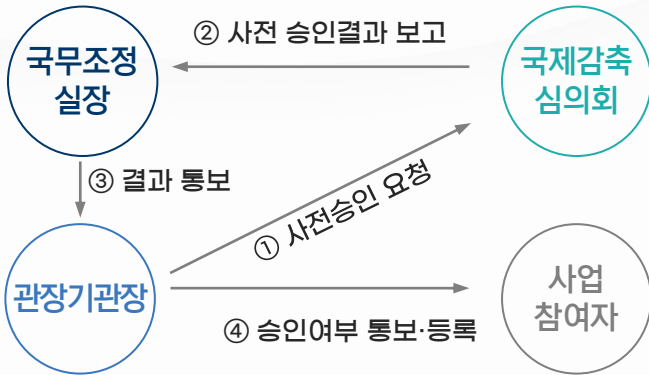 ② 사전 승인결과 보고
국무조정
실장
국제감축
심의회
③ 결과 통보
① 사전승인 요청
관장기관장
사업
참여자
④ 승인여부 통보·등록